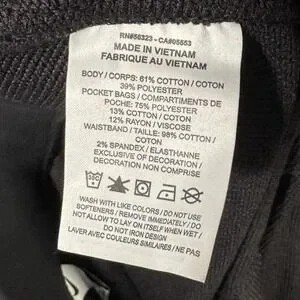 RN#56323 - CA#05553
MADE IN VIETNAM
FABRIQUE AU VIETNAM
BODY / CORPS: 61% COTTON / COTON
39% POLYESTER
POCKET BAGS / COMPARTIMENTS DE
POCHE: 75% POLYESTER
13% COTTON / COTON
12% RAYON / VISCOSE
WAISTBAND / TAILLE: 98% COTTON /
COTON
2% SPANDEX / ELASTHANNE
EXCLUSIVE OF DECORATION /
DECORATION NON COMPRISE
WASH WITH LIKE COLORS / DO NOT USE
SOFTENERS / REMOVE IMMEDIATELY / DO
NOT ALLOW TO LAY ON ITSELF WHEN WET /
DO NOT IRON DESIGN
LAVER AVEC COULEURS SIMILAIRES / NE PAS